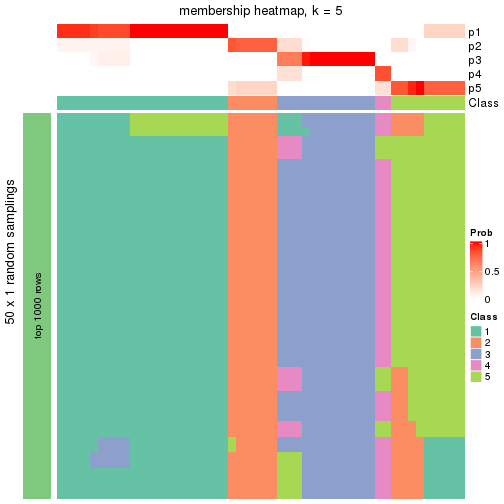 membership heatmap, k = 5
p1
p2
p3
p4
p5
Class
50 x 1 random samplings
top 1000 rows
Prob
1
0.5
0
Class
1
2
3
4
5